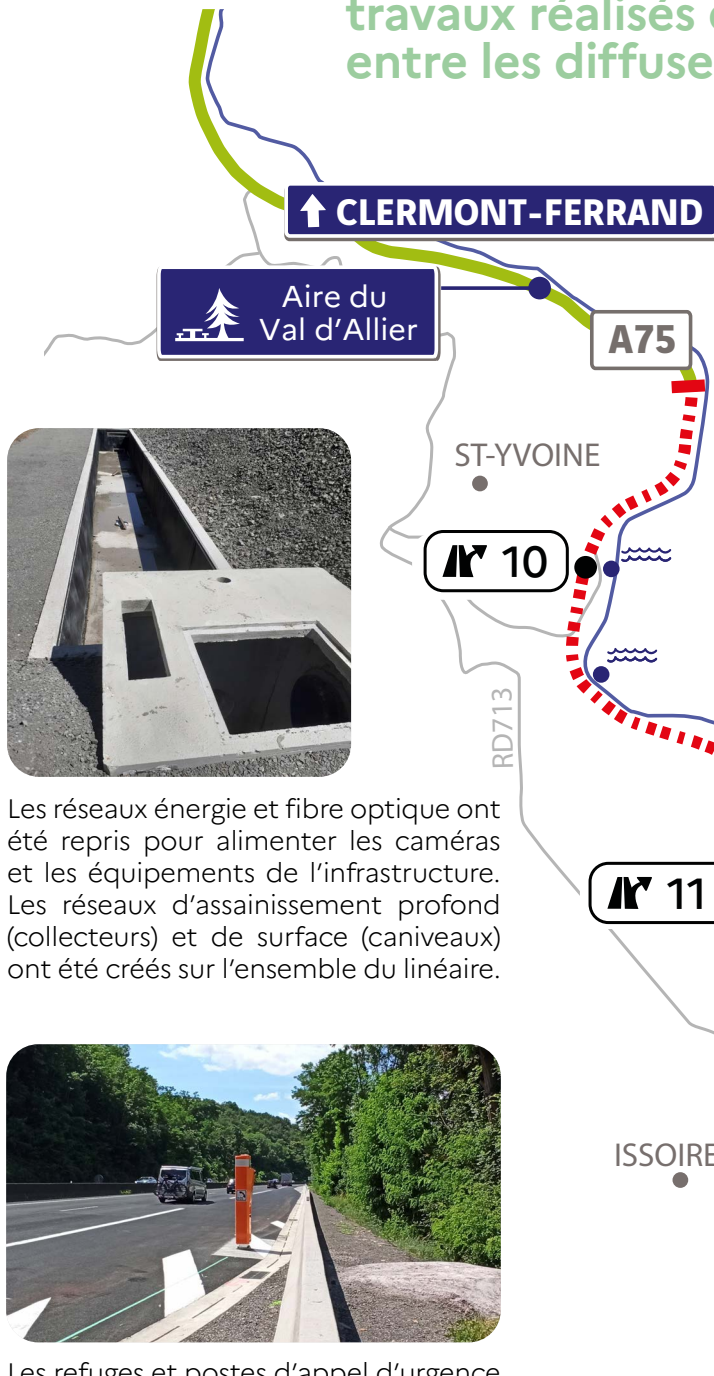 travaux réalisés
entre les
CLERMONT-FERRAND
Aire du
Val d'Allier
A75
ST-YVOINE
10
RD713
Les réseaux énergie et fibre optique ont
été repris pour alimenter les caméras
et les équipements de l'infrastructure.
Les réseaux d'assainissement profond
(collecteurs) et de surface (caniveaux)
ont été créés sur l'ensemble du linéaire.
11
ISSOIRE
Les refuges et postes d'appel d'urgence